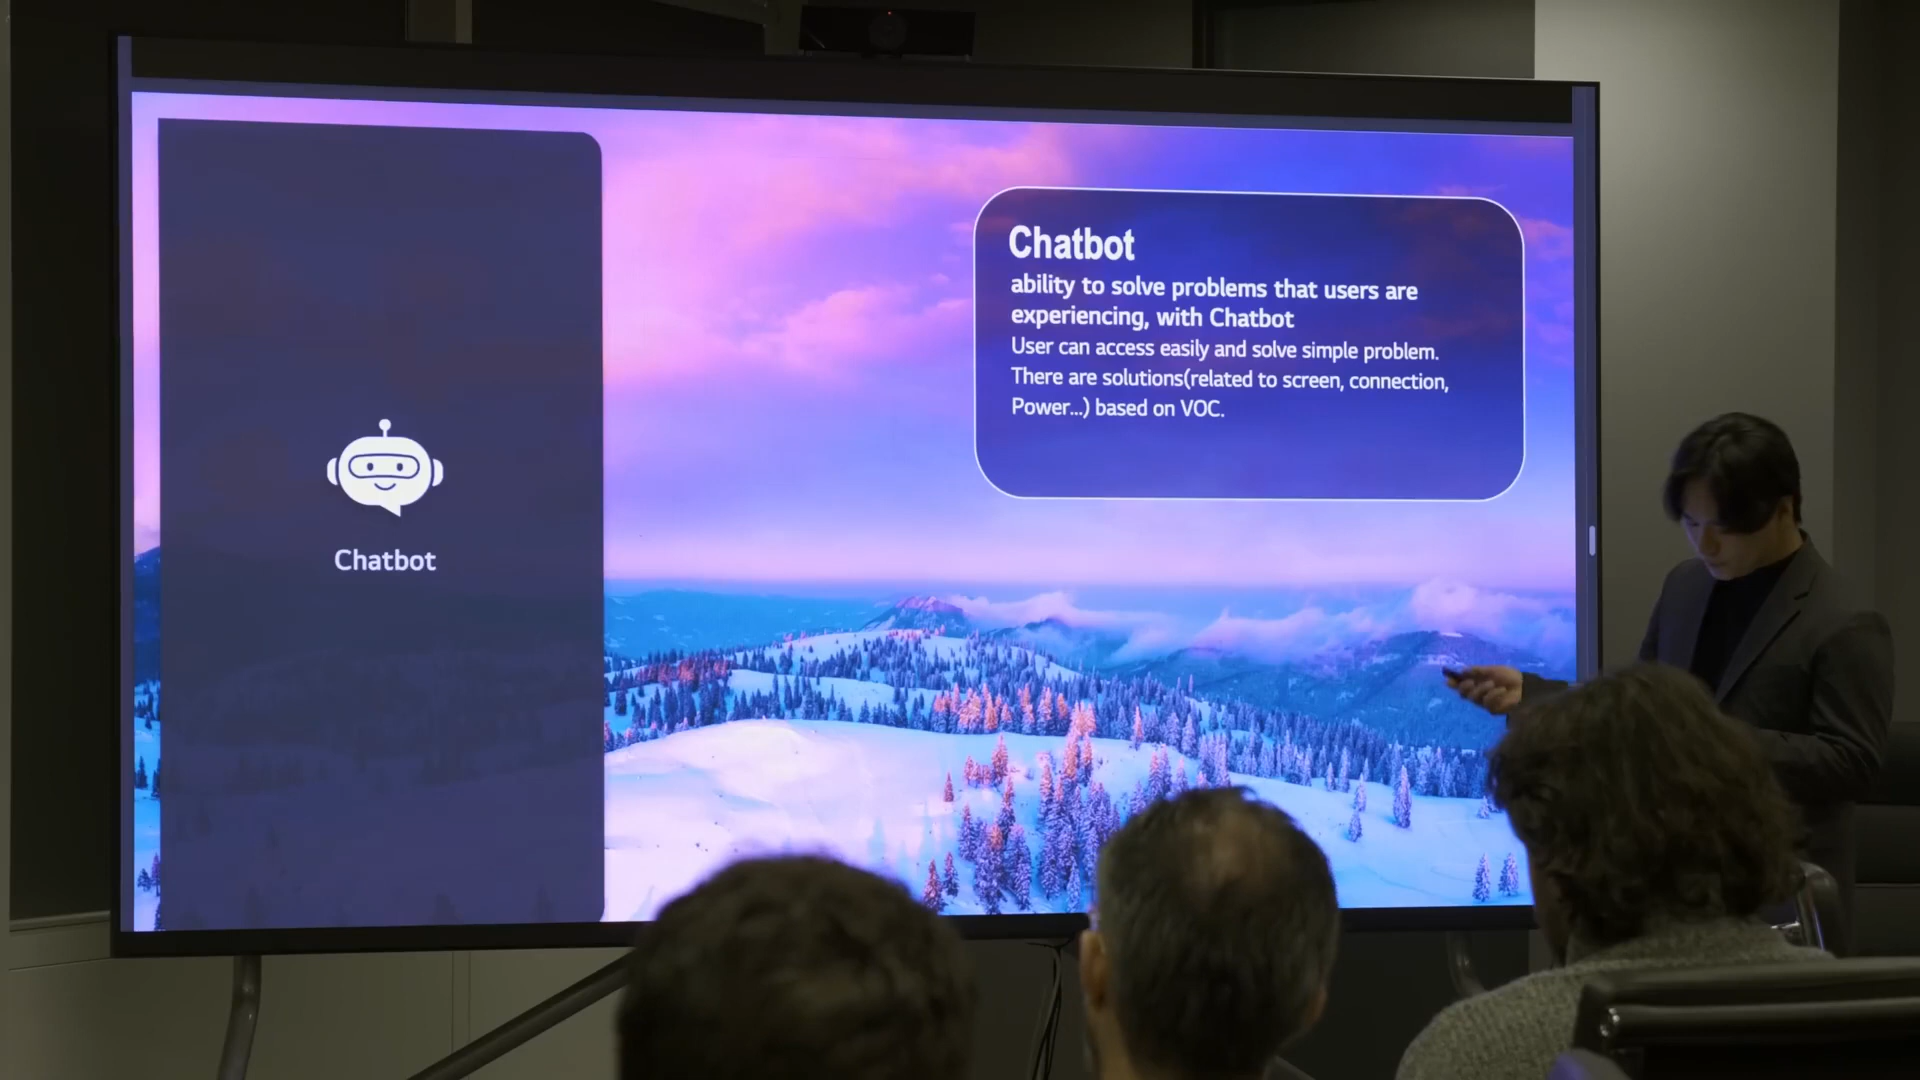 Chatbot
Chatbot
ability to solve problems that users are
experiencing, with Chatbot
User can access easily and solve simple problem.
There are solutions(related to screen, connection,
Power...) based on VOC.